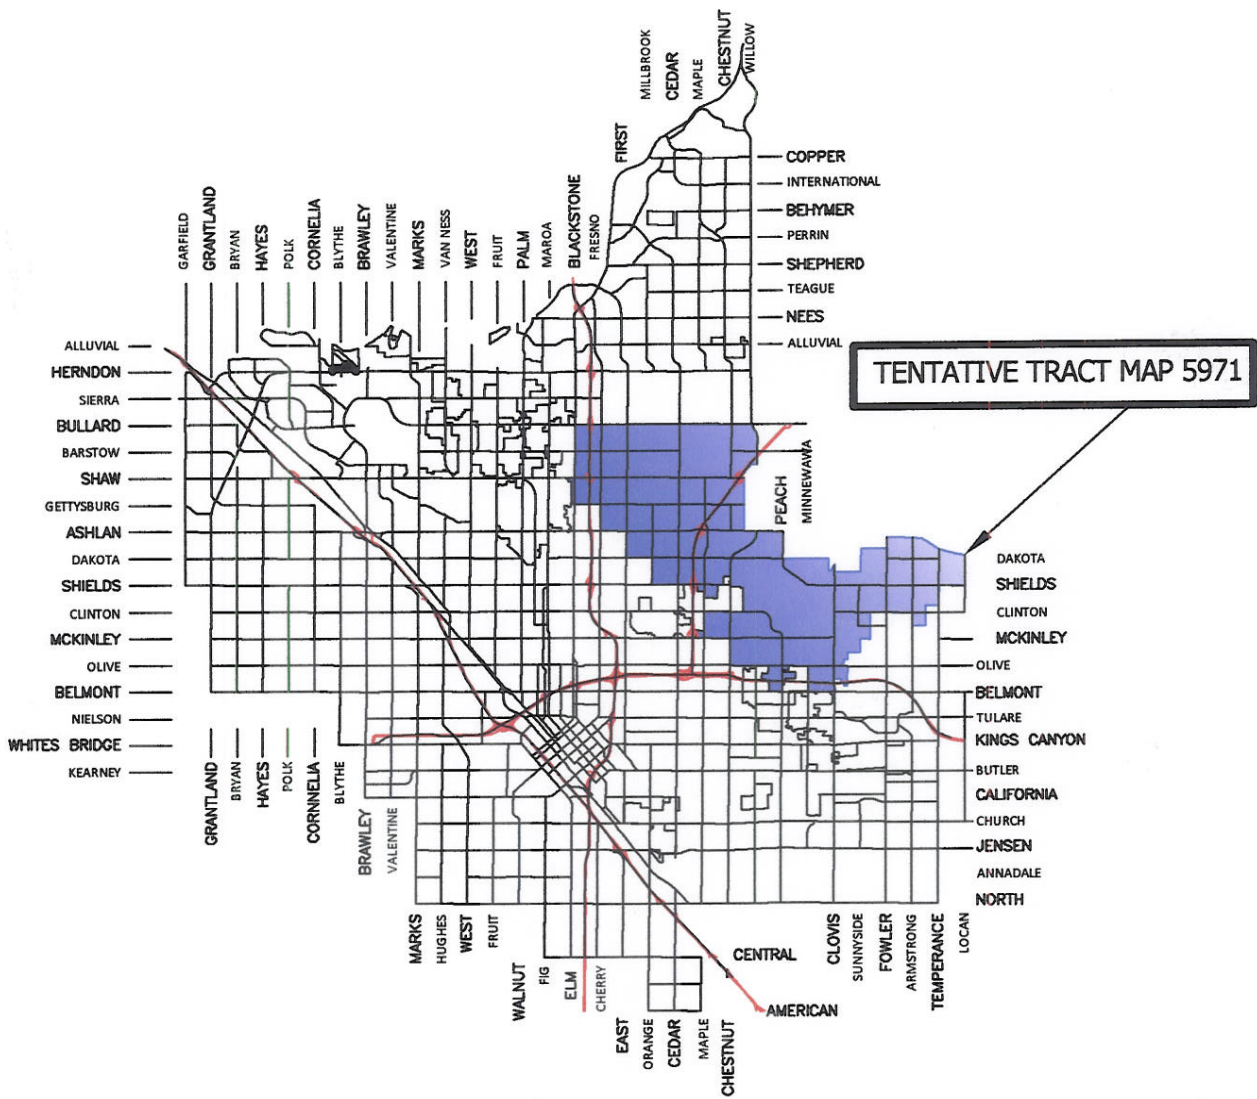 MILLBROOK
CEDAR
MAPLE
CHESTNUT
WILLOW
FIRST
COPPER
INTERNATIONAL
BEHYMER
PERRIN
SHEPHERD
TEAGUE
NEES
ALLUVIAL
GARFIELD
GRANTLAND
BRYAN
HAYES
POLK
CORNELIA
BLYTHE
BRAWLEY
VALENTINE
MARKS
VAN NESS
WEST
FRUIT
PALM
MAROA
BLACKSTONE
FRESNO
TENTATIVE TRACT MAP 5971
ALLUVIAL
HERNDON
SIERRA
BULLARD
BARSTOW
SHAW
GETTYSBURG
ASHLAN
DAKOTA
SHIELDS
CLINTON
MCKINLEY
OLIVE
BELMONT
NIELSON
WHITES BRIDGE
KEARNEY
PEACH
MINNEWAWA
DAKOTA
SHIELDS
CLINTON
MCKINLEY
OLIVE
BELMONT
TULARE
KINGS CANYON
BUTLER
CALIFORNIA
CHURCH
JENSEN
ANNADALE
NORTH
GRANTLAND
BRYAN
HAYES
POLK
CORNNELIA
BLYTHE
BRAWLEY
VALENTINE
MARKS
HUGHES
WEST
FRUIT
WALNUT
FIG
ELM
CHERRY
EAST
ORANGE
CEDAR
MAPLE
CHESTNUT
CENTRAL
AMERICAN
CLOVIS
SUNNYSIDE
FOWLER
ARMSTRONG
TEMPERANCE
LOCAN